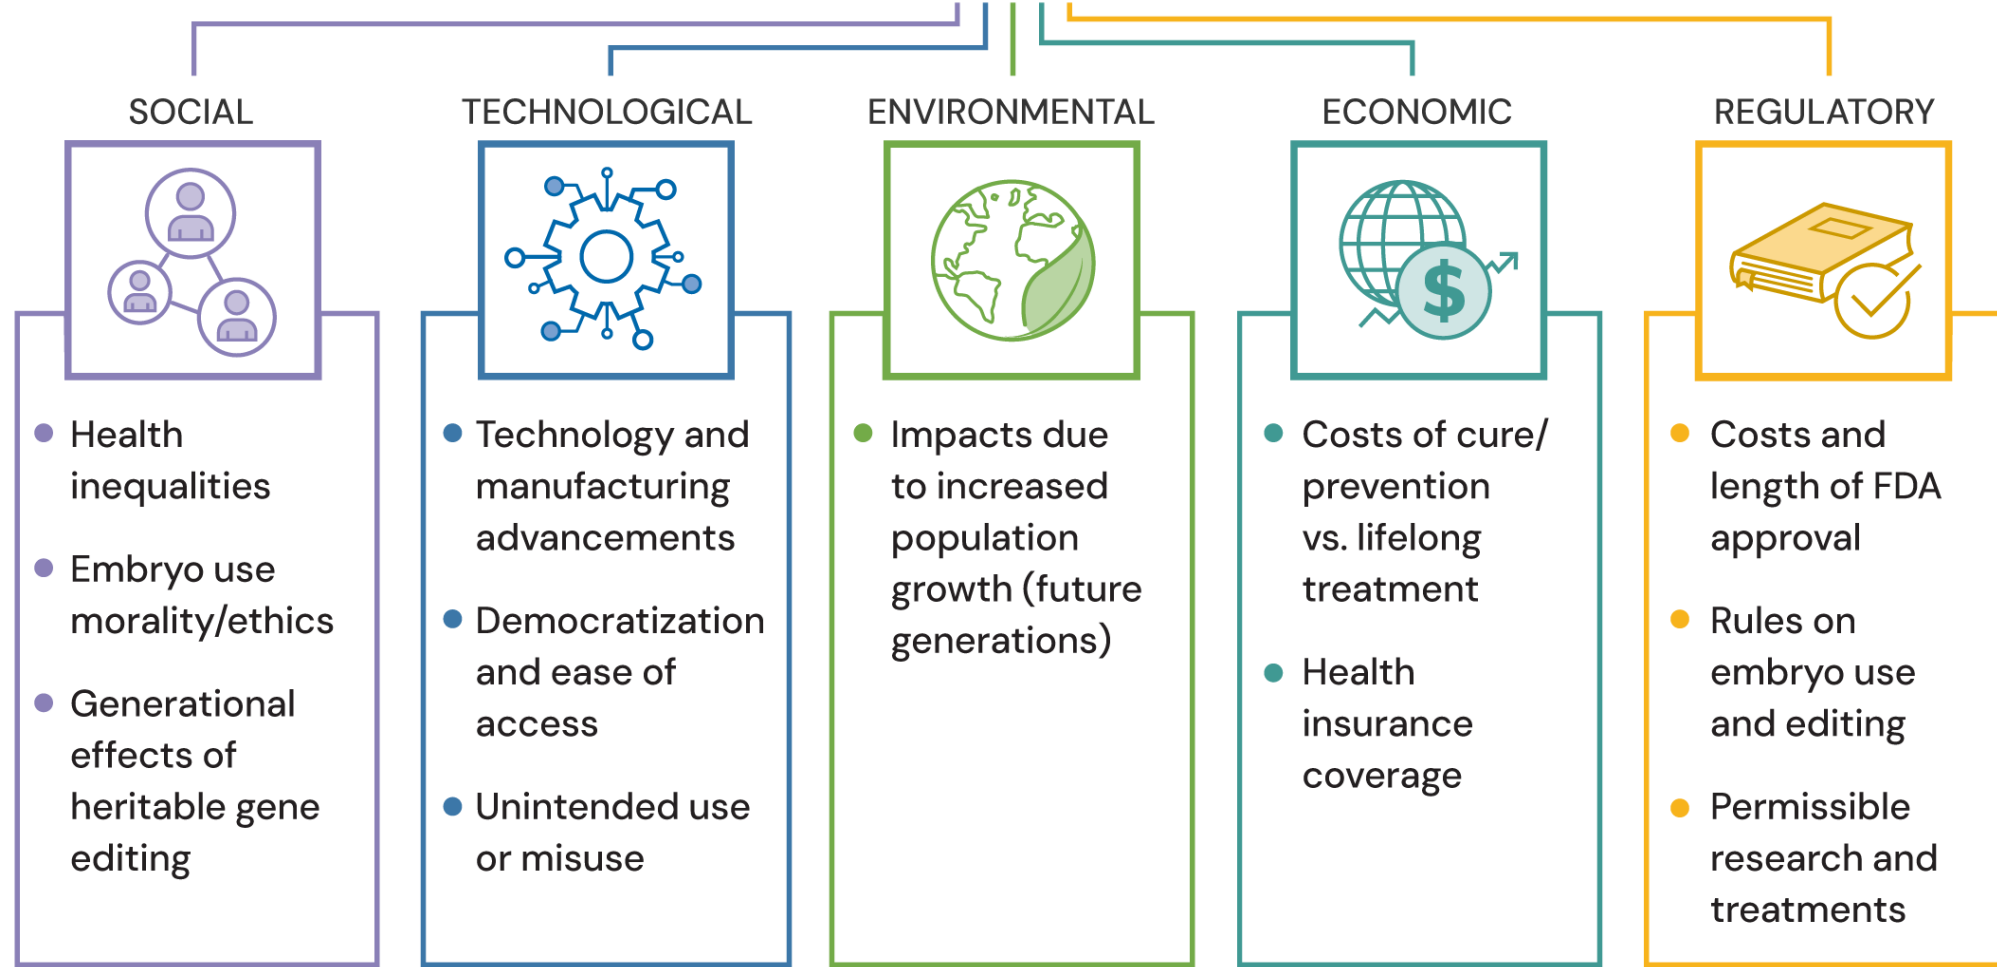 SOCIAL
Health
inequalities
Embryo use
morality/ethics
Generational
effects of
heritable gene
editing
TECHNOLOGICAL
Technology and
manufacturing
advancements
Democratization
and ease of
access
Unintended use
or misuse
ENVIRONMENTAL
Impacts due
to increased
population
growth (future
generations)
ECONOMIC
$
Costs of cure/
prevention
vs. lifelong
treatment
Health
insurance
coverage
REGULATORY
Costs and
length of FDA
approval
Rules on
embryo use
and editing
Permissible
research and
treatments